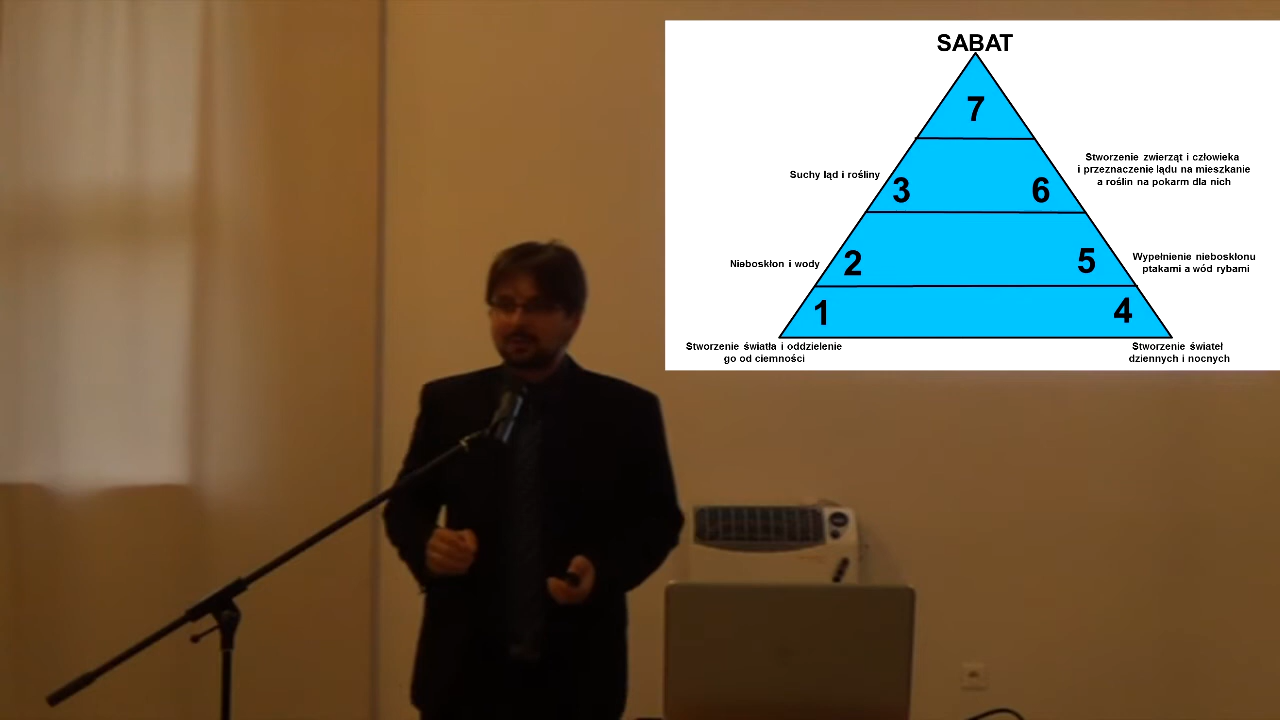 SABAT
7
Suchy ląd i rośliny
3
6
Stworzenie zwierząt i człowieka
i przeznaczenie lądu na mieszkanie
a roślin na pokarm dla nich
Nieboskłon i wody
2
5
Wypełnienie nieboskłonu
ptakami a wód rybami
1
4
Stworzenie światła i oddzielenie
go od ciemności
Stworzenie świateł
dziennych i nocnych